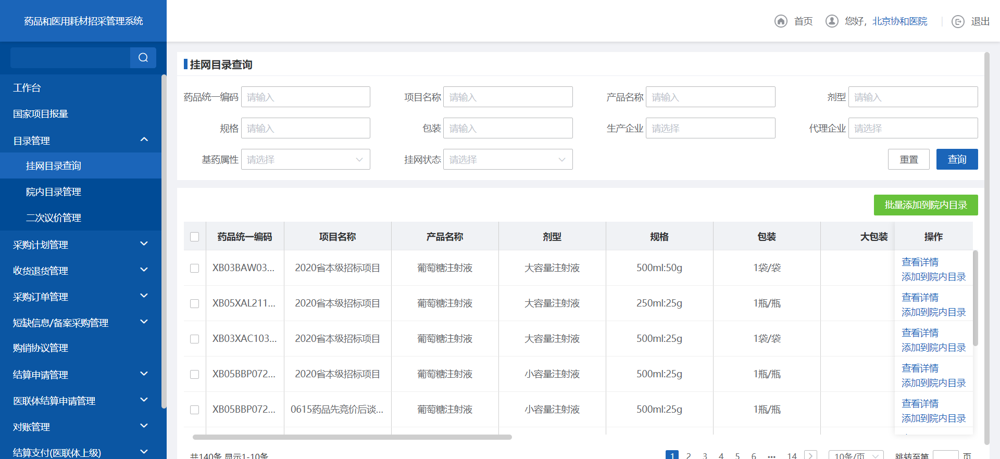 药品和医用耗材招采管理系统
首页 您好，北京协和医院 退出
工作台
国家项目报量
目录管理
挂网目录查询
院内目录管理
二次议价管理
采购计划管理
收货退货管理
采购订单管理
短缺信息/备案采购管理
购销协议管理
结算申请管理
医联体结算申请管理
对账管理
结算支付(医联体上级)
挂网目录查询
药品统一编码 请输入 项目名称 请输入 产品名称 请输入 剂型 请输入
规格 请输入 包装 请输入 生产企业 请选择 代理企业 请选择
基药属性 请选择 挂网状态 请选择 重置 查询
批量添加到院内目录
药品统一编码 项目名称 产品名称 剂型 规格 包装 大包装 操作
XB03BAW03... 2020省本级招标项目 葡萄糖注射液 大容量注射液 500ml:50g 1袋/袋 查看详情
添加到院内目录
XB05XAL211... 2020省本级招标项目 葡萄糖注射液 大容量注射液 250ml:25g 1瓶/瓶 查看详情
添加到院内目录
XB03XAC103... 2020省本级招标项目 葡萄糖注射液 大容量注射液 500ml:25g 1袋/袋 查看详情
添加到院内目录
XB05BBP072... 2020省本级招标项目 葡萄糖注射液 小容量注射液 500ml:25g 1瓶/瓶 查看详情
添加到院内目录
XB05BBP072... 0615药品先竞价后谈... 葡萄糖注射液 小容量注射液 500ml:25g 1瓶/瓶 查看详情
添加到院内目录
共140条 显示1-10条 1 2 3 4 5 6 ... 14 10条/页 跳转至第 页